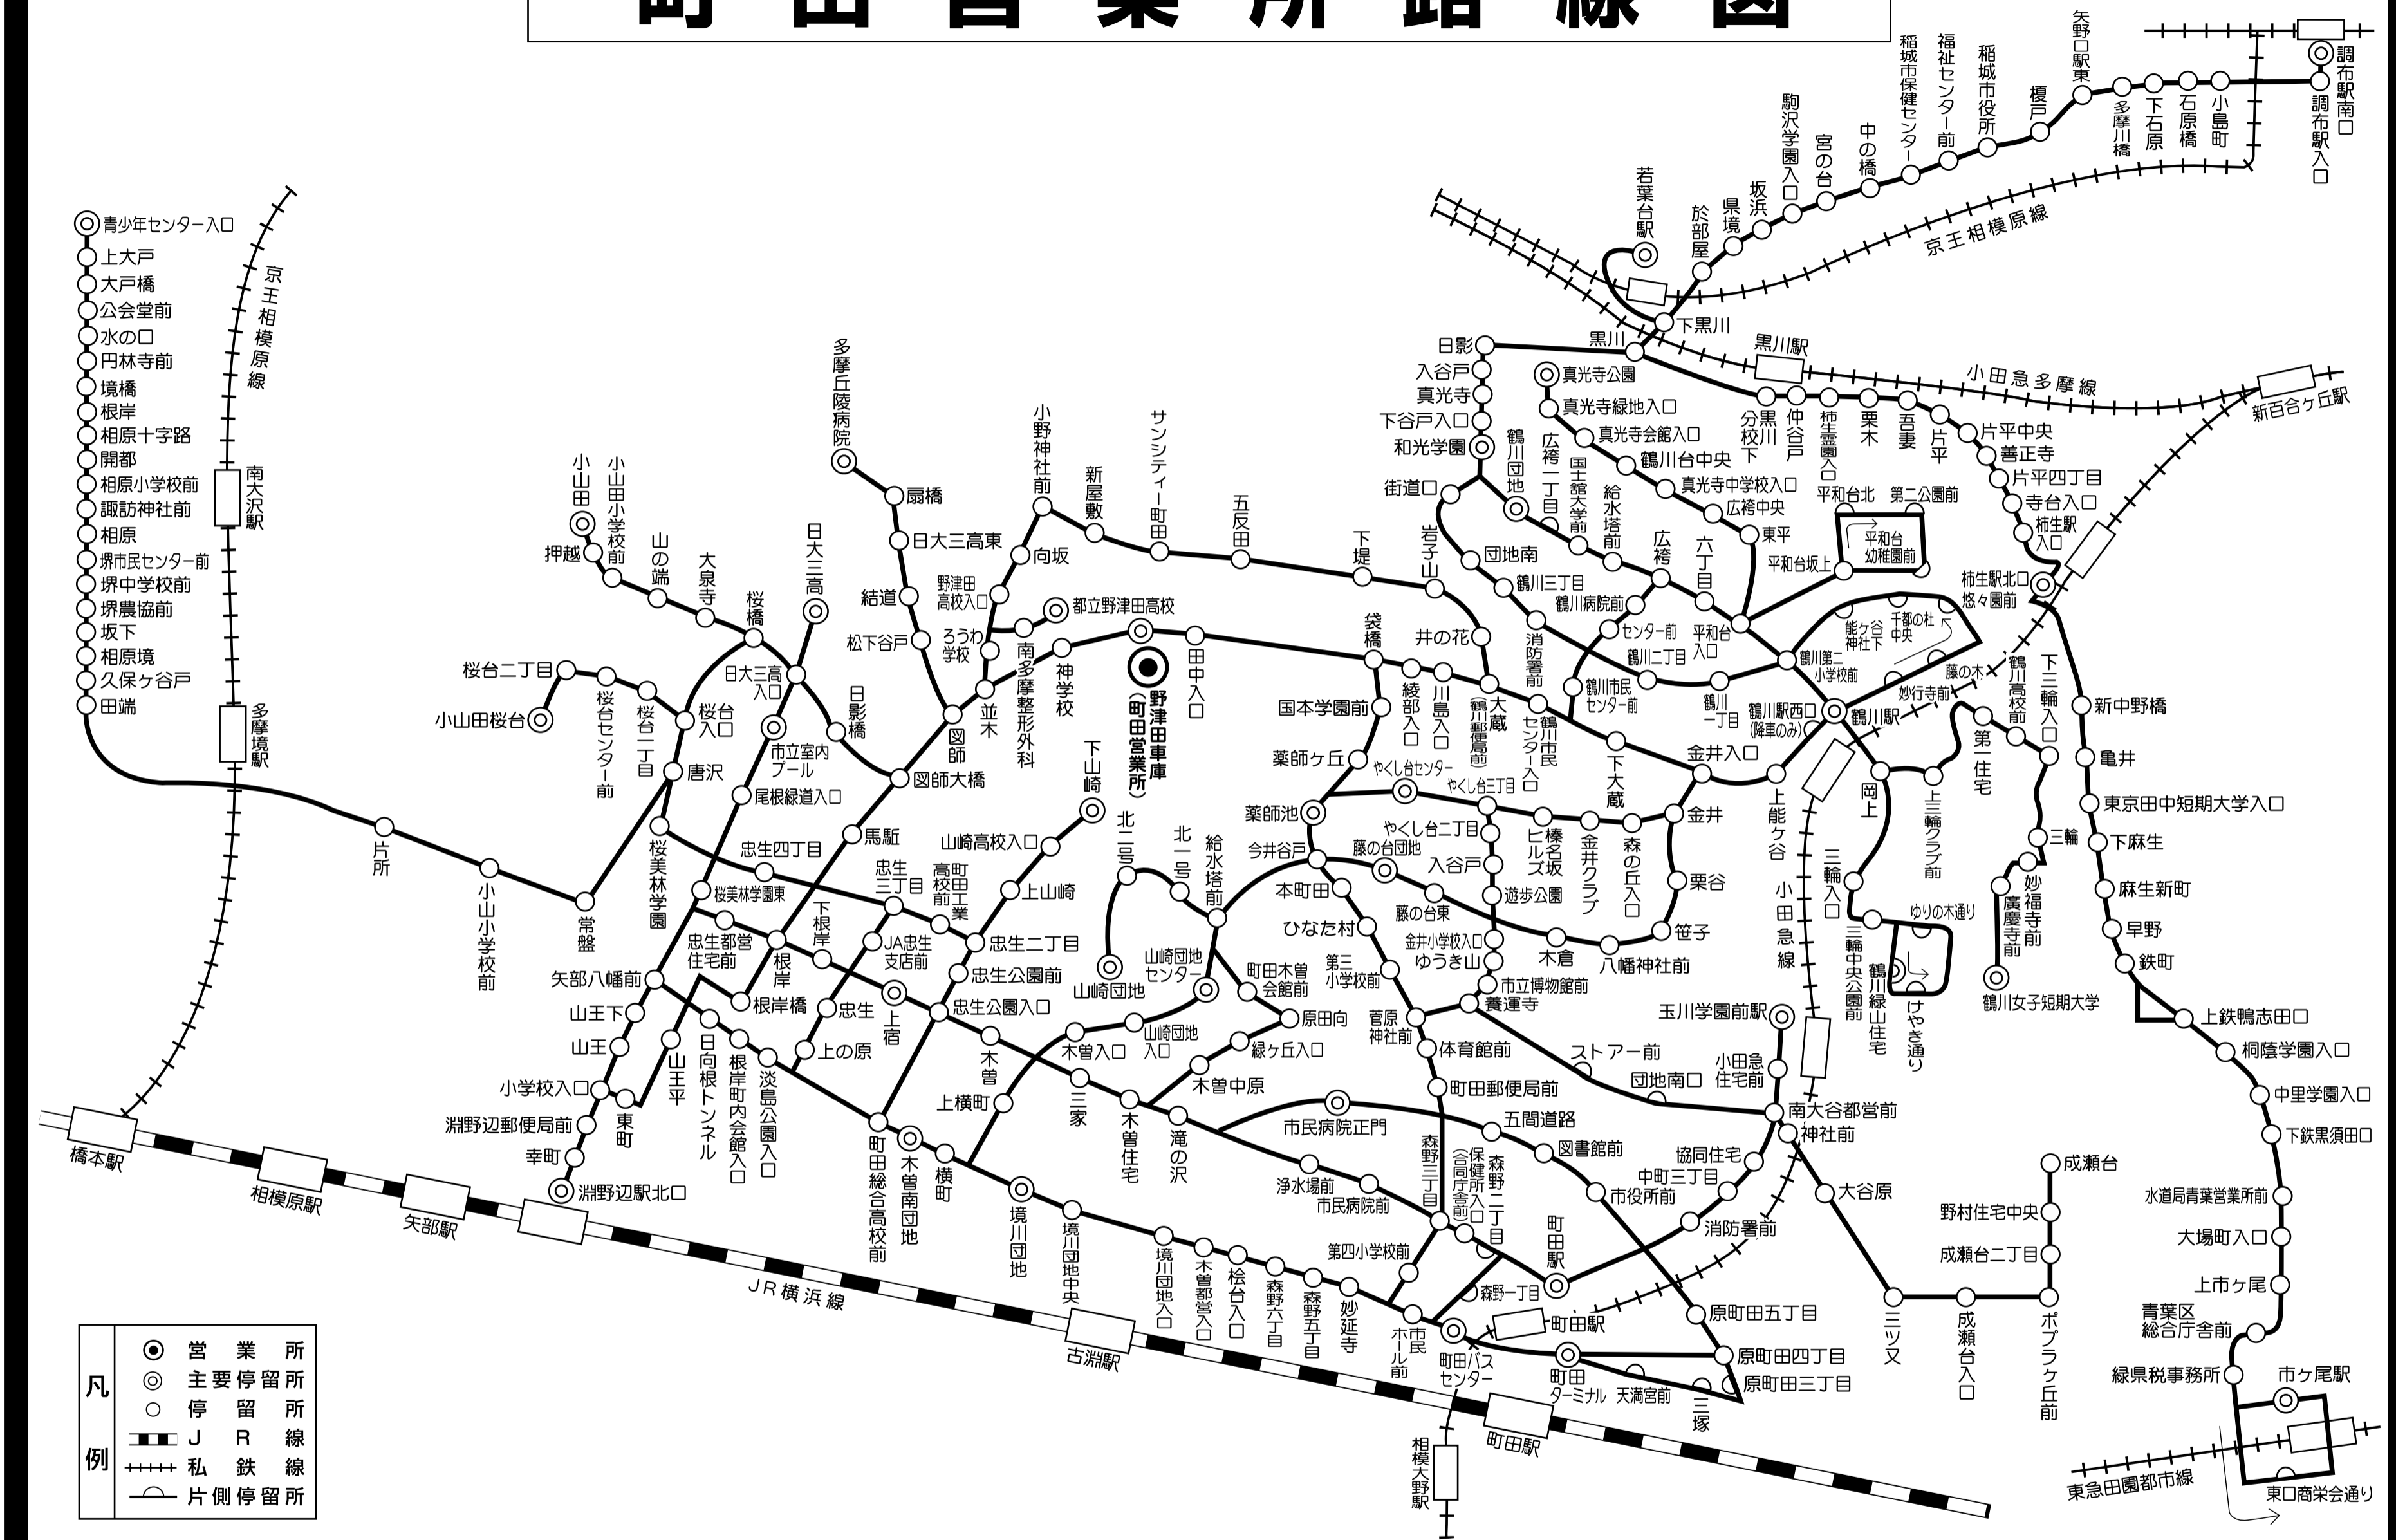 町田営業所路線図
青少年センター入口
上大戸
大戸橋
公会堂前
水の口
円林寺前
境橋
根岸
相原十字路
開都
相原小学校前
諏訪神社前
相原
堺市民センター前
堺中学校前
堺農協前
坂下
相原境
久保ヶ谷戸
田端
京王相模原線
南大沢駅
多摩境駅
片所
小山小学校前
常盤
小山田
小山田小学校前
押越
山の端
大泉寺
桜橋
日大三高
桜台二丁目
小山田桜台
桜台センター前
桜台一丁目
桜台入口
日大三高入口
日影橋
唐沢
市立室内プール
尾根緑道入口
図師大橋
桜美林学園
忠生四丁目
馬駈
桜美林学園東
多摩丘陵病院
扇橋
日大三高東
結道
松下谷戸
図師
並木
小野神社前
向坂
野津田高校入口
ろうわ学校
都立野津田高校
南多摩整形外科
神学校
新屋敷
サンシティー町田
五反田
下堤
岩子山
井の花
野津田車庫
（町田営業所）
田中入口
袋橋
綾部入口
川島入口
大蔵
（鶴川郵便局前）
鶴川市民センター入口
下大蔵
金井入口
上能ヶ谷
国本学園前
薬師ヶ丘
薬師池
今井谷戸
やくし台センター
やくし台三丁目
やくし台二丁目
入谷戸
遊歩公園
金井小学校入口
ゆうき山
市立博物館前
養運寺
榛名坂ヒルズ
金井クラブ
森の丘入口
金井
栗谷
笹子
八幡神社前
木倉
藤の台東
藤の台団地
本町田
ひなた村
第三小学校前
菅原神社前
体育館前
町田郵便局前
下山崎
山崎高校入口
上山崎
忠生三丁目
町田工業高校前
忠生二丁目
忠生公園前
忠生公園入口
JA忠生支店前
忠生
上の原
上宿
下根岸
根岸
忠生都営住宅前
根岸橋
矢部八幡前
山王下
山王
小学校入口
東町
山王平
淵野辺郵便局前
幸町
淵野辺駅北口
日向根トンネル
根岸町内会館入口
淡島公園入口
町田総合高校前
木曽南団地
横町
境川団地
境川団地中央
境川団地入口
木曽都営入口
桧台入口
森野六丁目
森野五丁目
妙延寺
市民ホール前
町田バスセンター
北二号
北一号
給水塔前
山崎団地
山崎団地センター
山崎団地入口
木曽入口
上横町
木曽
三家
木曽住宅
滝の沢
町田木曽会館前
原田向
緑ヶ丘入口
木曽中原
市民病院正門
浄水場前
市民病院前
森野三丁目
保健所入口
（合同庁舎前）
森野二丁目
第四小学校前
森野一丁目
町田駅
五間道路
図書館前
市役所前
原町田五丁目
原町田四丁目
原町田三丁目
三塚
天満宮前
町田ターミナル
町田駅
消防署前
中町三丁目
協同住宅
神社前
南大谷都営前
団地南口
ストアー前
小田急住宅前
玉川学園前駅
大谷原
三ツ又
成瀬台入口
ポプラヶ丘前
成瀬台二丁目
野村住宅中央
成瀬台
橋本駅
相模原駅
矢部駅
JR横浜線
古淵駅
町田駅
相模大野駅
小田急線
日影
入谷戸
真光寺
下谷戸入口
和光学園
街道口
団地南
鶴川三丁目
消防署前
鶴川二丁目
鶴川一丁目
鶴川団地
広袴一丁目
国士舘大学前
給水塔前
広袴
六丁目
鶴川病院前
センター前
鶴川市民センター前
平和台入口
鶴川第二小学校前
鶴川駅西口
（降車のみ）
鶴川駅
真光寺公園
真光寺緑地入口
真光寺会館入口
鶴川台中央
真光寺中学校入口
広袴中央
東平
平和台坂上
平和台北
第二公園前
平和台幼稚園前
能ヶ谷神社下
千都の杜中央
藤の木
妙行寺前
黒川
下黒川
若葉台駅
於部屋
県境
坂浜
駒沢学園入口
宮の台
中の橋
稲城市保健センター
福祉センター前
稲城市役所
榎戸
矢野口駅東
多摩川橋
下石原
石原橋
小島町
調布駅入口
調布駅南口
京王相模原線
黒川駅
小田急多摩線
新百合ヶ丘駅
黒川分校下
仲谷戸
柿生霊園入口
栗木
吾妻
片平
片平中央
善正寺
片平四丁目
寺台入口
柿生駅入口
柿生駅北口
悠々園前
岡上
上三輪クラブ前
第一住宅
鶴川高校前
下三輪入口
三輪
妙福寺前
廣慶寺前
鶴川女子短期大学
三輪入口
三輪中央公園前
ゆりの木通り
鶴川緑山住宅
けやき通り
新中野橋
亀井
東京田中短期大学入口
下麻生
麻生新町
早野
鉄町
上鉄鴨志田口
桐蔭学園入口
中里学園入口
下鉄黒須田口
水道局青葉営業所前
大場町入口
上市ヶ尾
青葉区総合庁舎前
緑県税事務所
市ヶ尾駅
東口商栄会通り
東急田園都市線
凡例
営業所
主要停留所
停留所
JR線
私鉄線
片側停留所